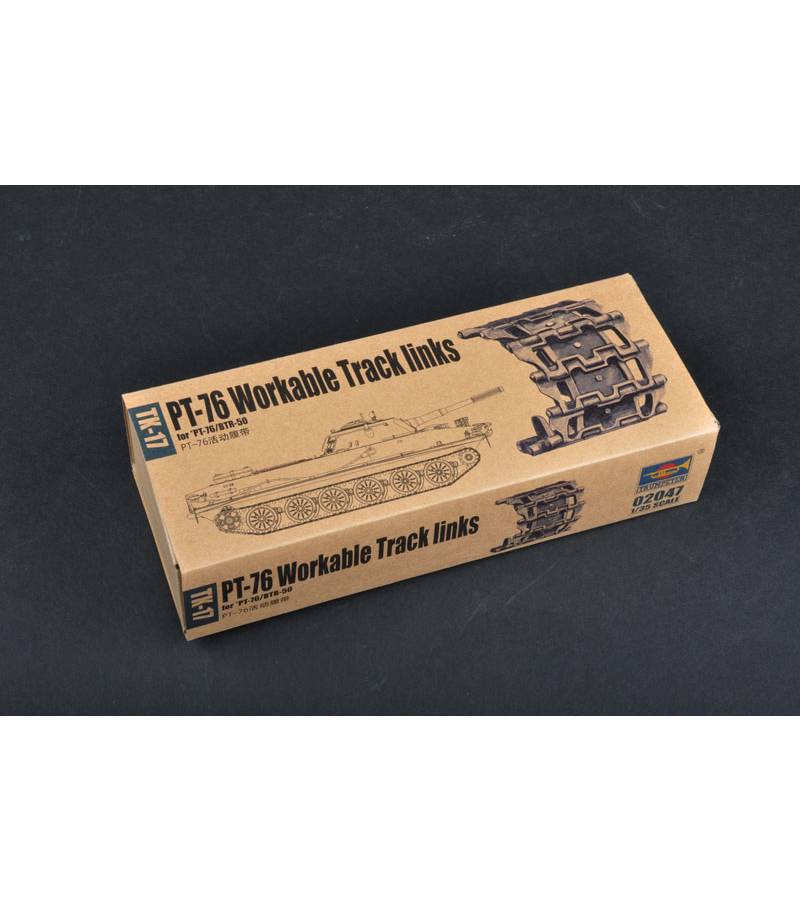 TK-17
PT-76 Workable Track links
for *PT-76/BTR-50
PT-76活动履带
TRUMPETER
02047
1/35 SCALE
TK-17
PT-76 Workable Track links
for *PT-76/BTR-50
PT-76活动履带